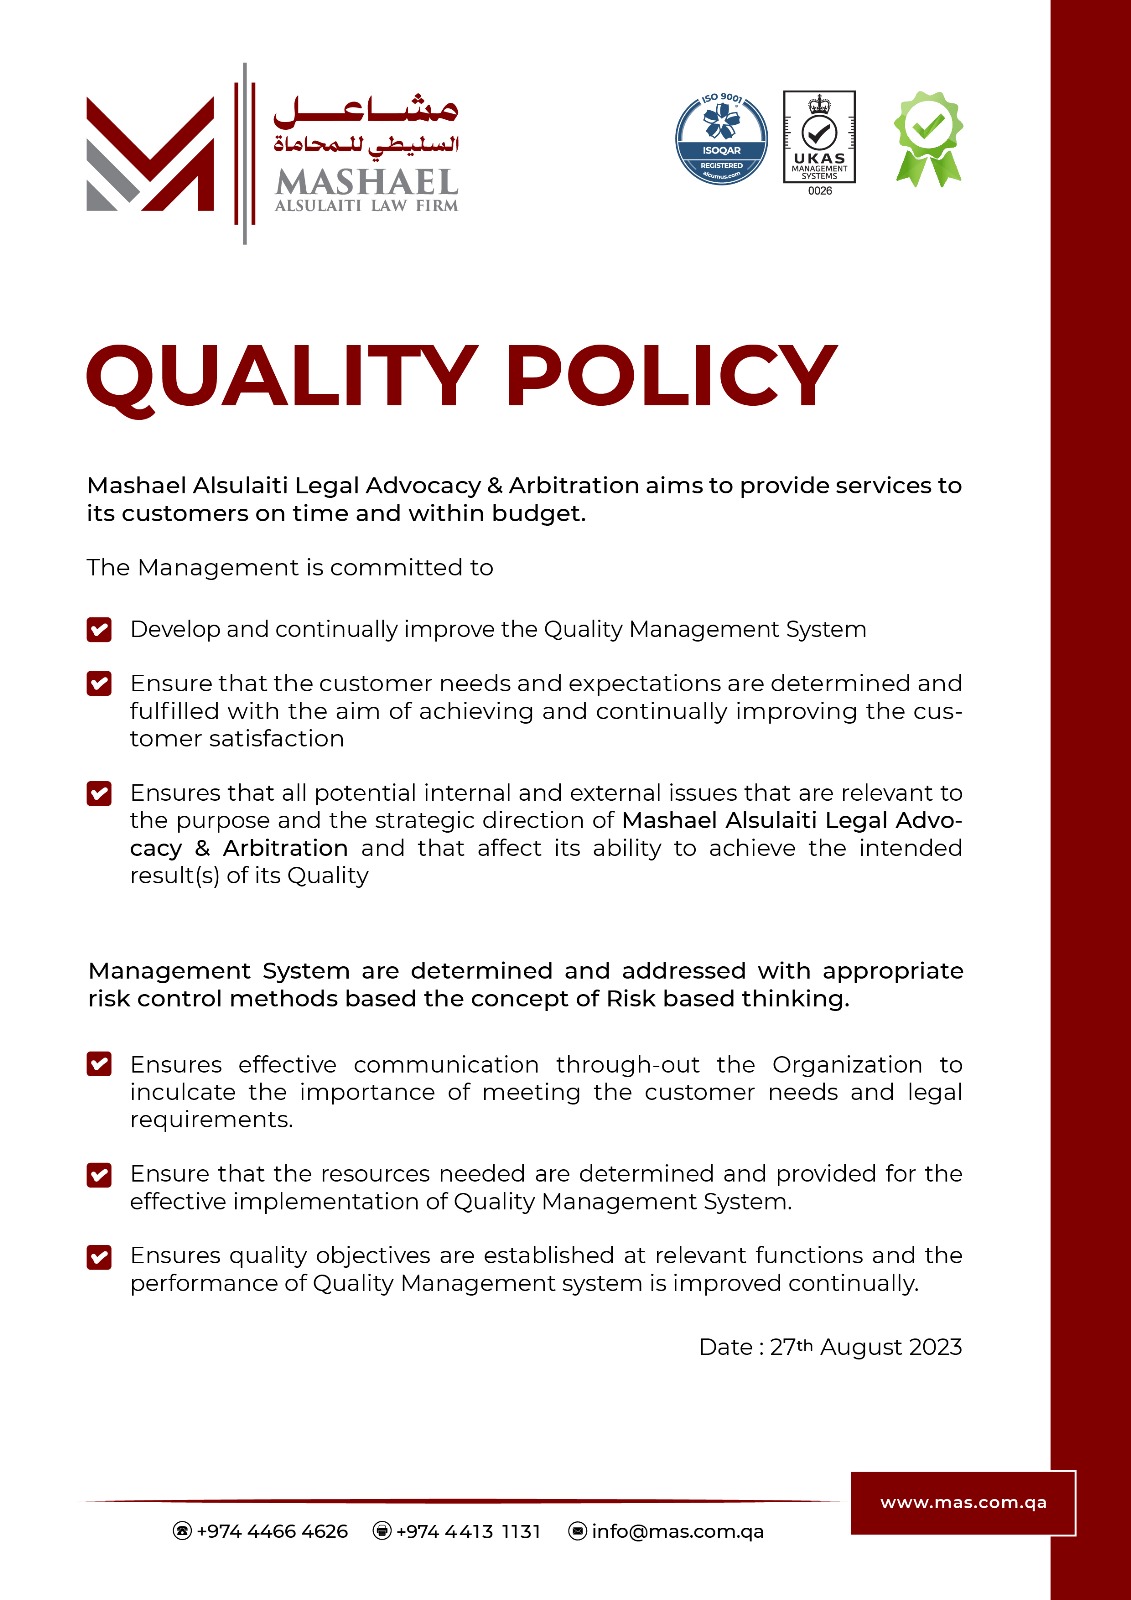 مشاعل
السليطي للمحاماة
MASHAEL
ALSULAITI LAW FIRM
ISO 9001
ISOQAR
REGISTERED
alcumus.com
UKAS
MANAGEMENT
SYSTEMS
0026
QUALITY POLICY
Mashael Alsulaiti Legal Advocacy & Arbitration aims to provide services to
its customers on time and within budget.
The Management is committed to
Develop and continually improve the Quality Management System
Ensure that the customer needs and expectations are determined and
fulfilled with the aim of achieving and continually improving the cus-
tomer satisfaction
Ensures that all potential internal and external issues that are relevant to
the purpose and the strategic direction of Mashael Alsulaiti Legal Advo-
cacy & Arbitration and that affect its ability to achieve the intended
result(s) of its Quality
Management System are determined and addressed with appropriate
risk control methods based the concept of Risk based thinking.
Ensures effective communication through-out the Organization to
inculcate the importance of meeting the customer needs and legal
requirements.
Ensure that the resources needed are determined and provided for the
effective implementation of Quality Management System.
Ensures quality objectives are established at relevant functions and the
performance of Quality Management system is improved continually.
Date : 27th August 2023
www.mas.com.qa
+974 4466 4626 +974 4413 1131 info@mas.com.qa